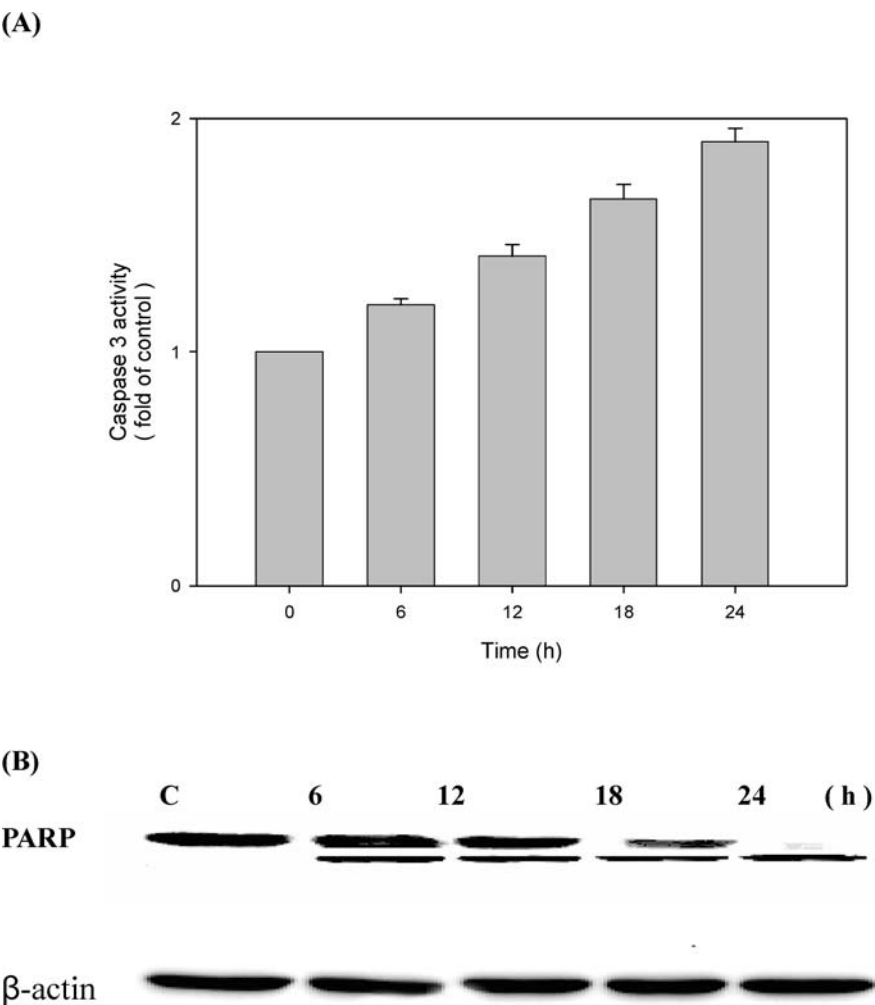 (A)
2
1
0
Caspase 3 activity
( fold of control )
0 6 12 18 24
Time (h)
(B)
C 6 12 18 24 ( h )
PARP
β-actin